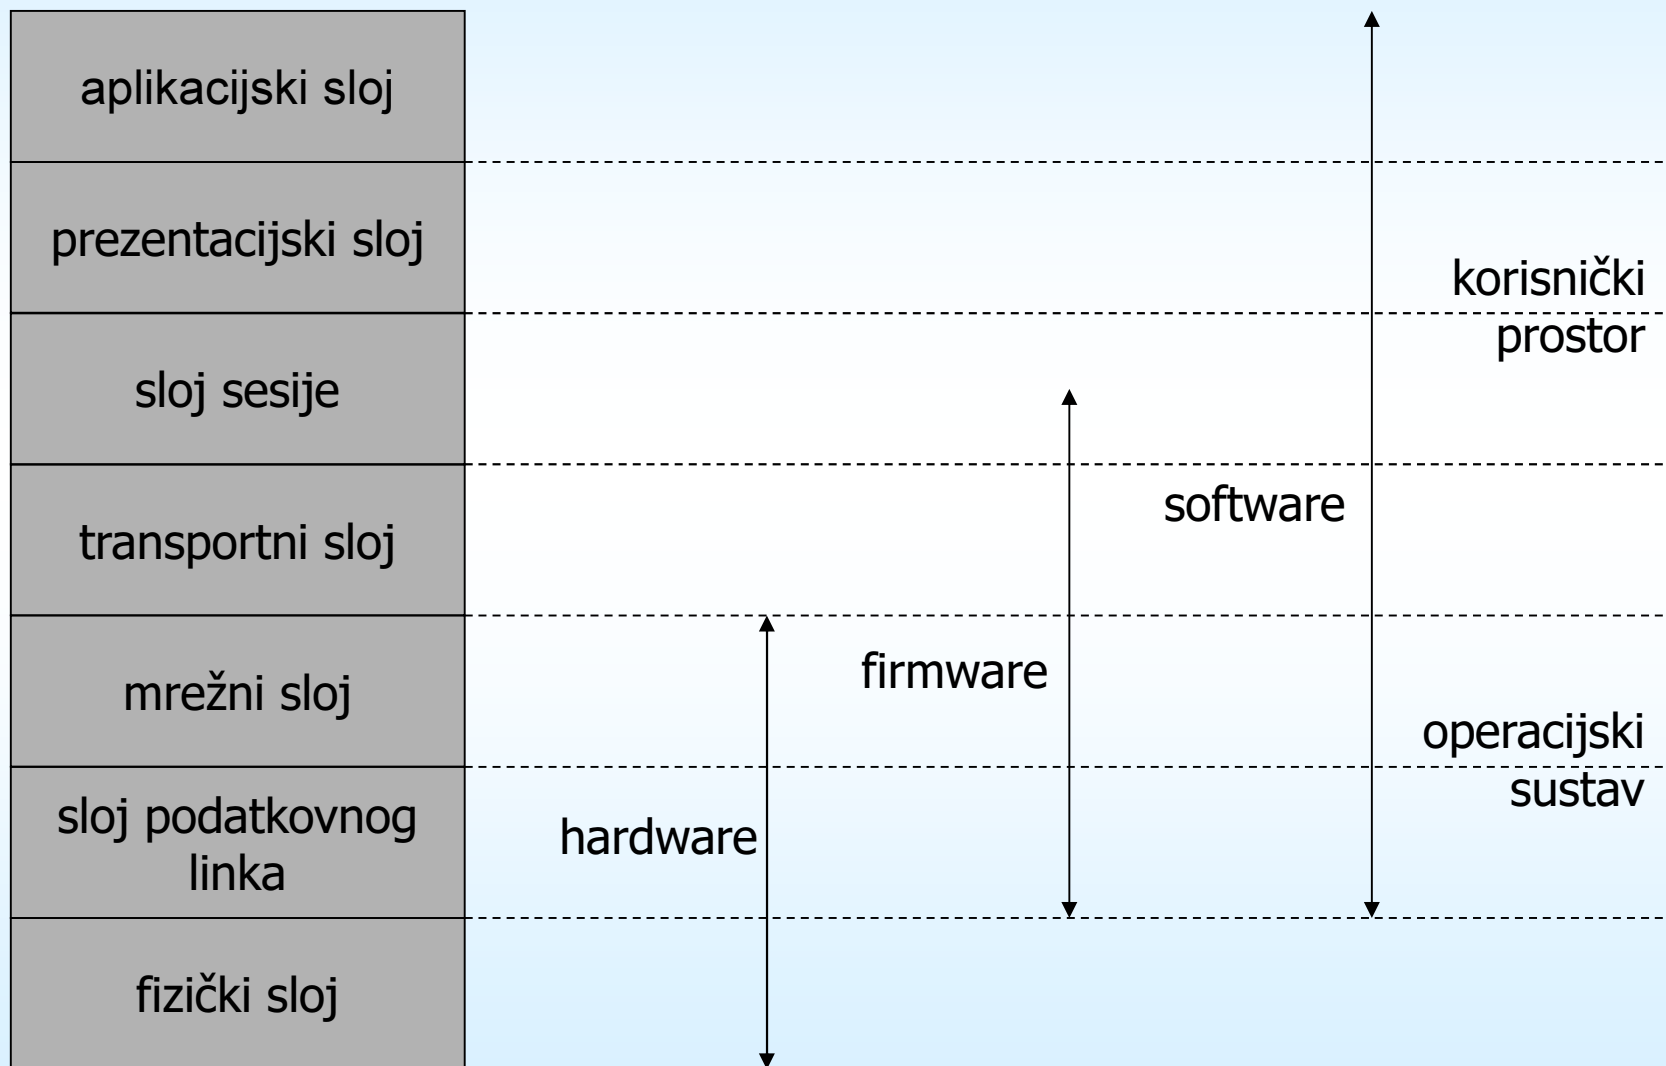 aplikacijski sloj
prezentacijski sloj
sloj sesije
transportni sloj
mrežni sloj
sloj podatkovnog
linka
fizički sloj
hardware
firmware
software
korisnički
prostor
operacijski
sustav